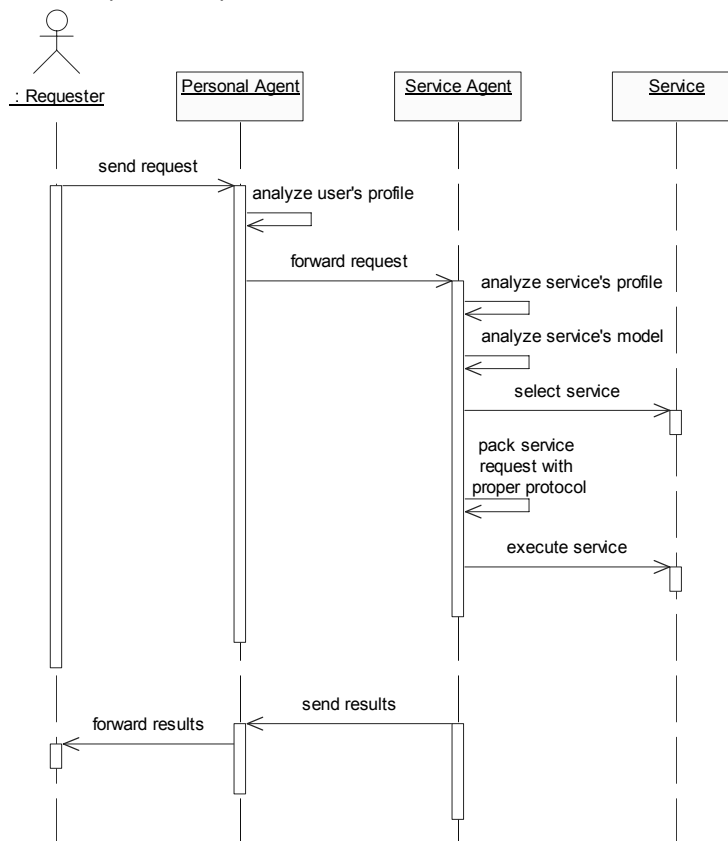 : Requester
Personal Agent
Service Agent
Service
send request
analyze user's profile
forward request
analyze service's profile
analyze service's model
select service
pack service
request with
proper protocol
execute service
send results
forward results